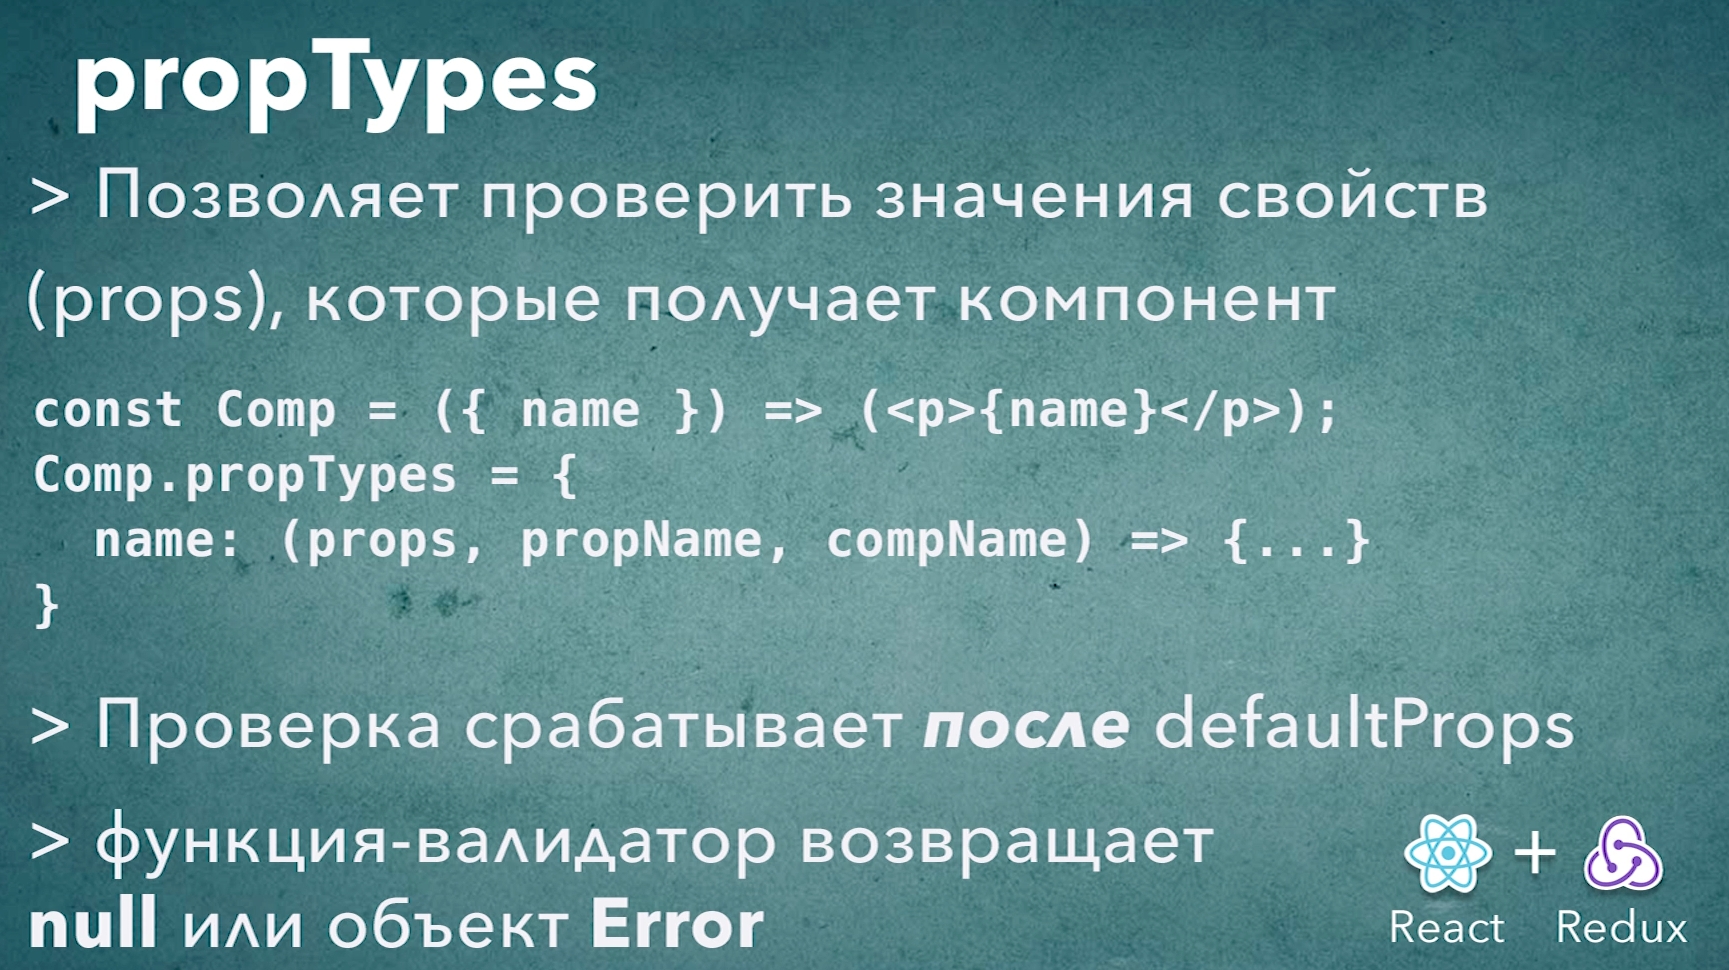 propTypes
> Позволяет проверить значения свойств
(props), которые получает компонент
const Comp = ({ name }) => (<p>{name}</p>);
Comp.propTypes = {
  name: (props, propName, compName) => {...}
}
> Проверка срабатывает после defaultProps
> функция-валидатор возвращает
null или объект Error
+
React Redux